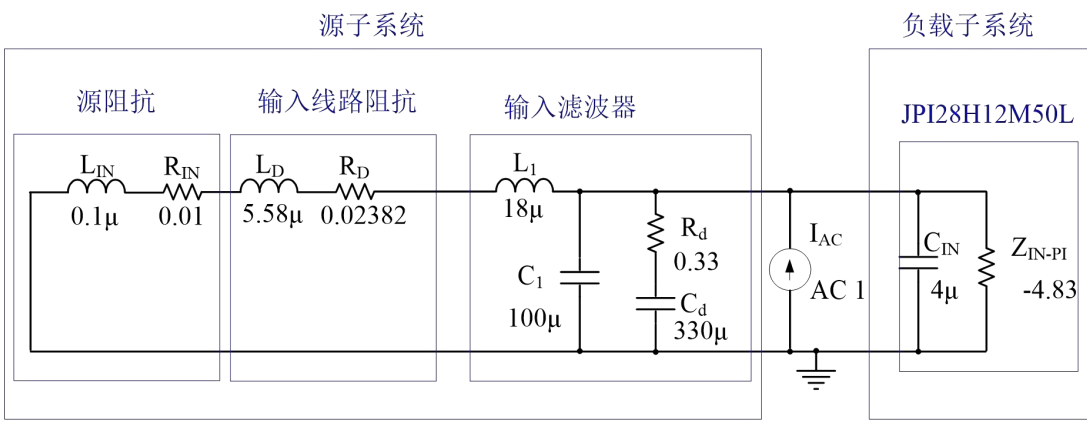 源子系统
负载子系统
源阻抗
输入线路阻抗
输入滤波器
JPI28H12M50L
L_IN
R_IN
L_D
R_D
L_1
0.1μ
0.01
5.58μ
0.02382
18μ
R_d
0.33
I_AC
C_IN
Z_IN-PI
C_1
AC 1
4μ
-4.83
C_d
100μ
330μ